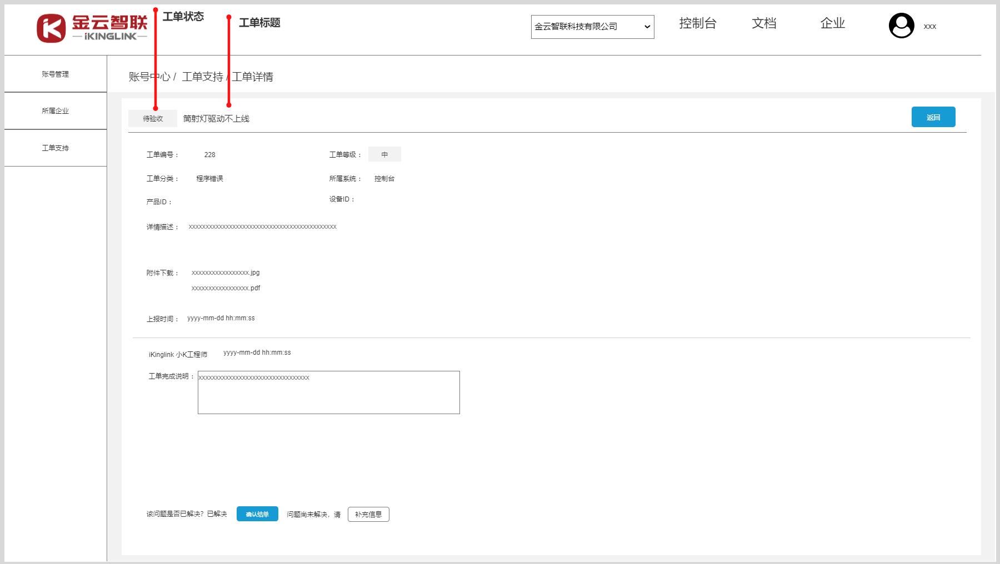 金云智联
iKINGLINK
工单状态
工单标题
金云智联科技有限公司
控制台
文档
企业
xxx
账号管理
所属企业
工单支持
账号中心 / 工单支持 / 工单详情
待验收
筒射灯驱动不上线
返回
工单编号：
228
工单等级：
中
工单分类：
程序错误
所属系统：
控制台
产品ID：
设备ID：
详情描述：
xxxxxxxxxxxxxxxxxxxxxxxxxxxxxxxxxxxxxxxxxxxx
附件下载：
xxxxxxxxxxxxxxxxx.jpg
xxxxxxxxxxxxxxxxx.pdf
上报时间：
yyyy-mm-dd hh:mm:ss
iKinglink 小K工程师
yyyy-mm-dd hh:mm:ss
工单完成说明：
xxxxxxxxxxxxxxxxxxxxxxxxxxxxxxxxx
该问题是否已解决？已解决
确认结单
问题尚未解决，请
补充信息